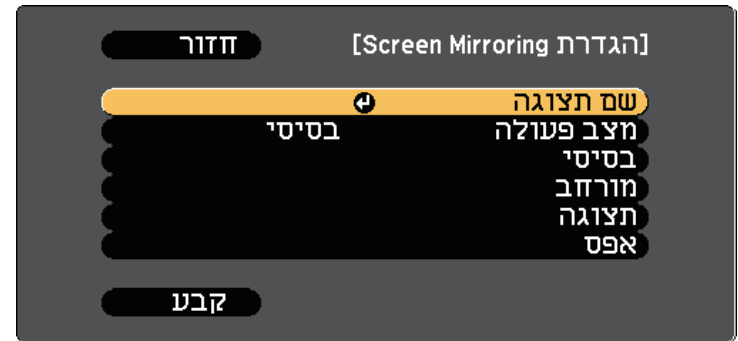 [הגדרת Screen Mirroring] חזור
שם תצוגה
מצב פעולה בסיסי
בסיסי
מורחב
תצוגה
אפס
קבע